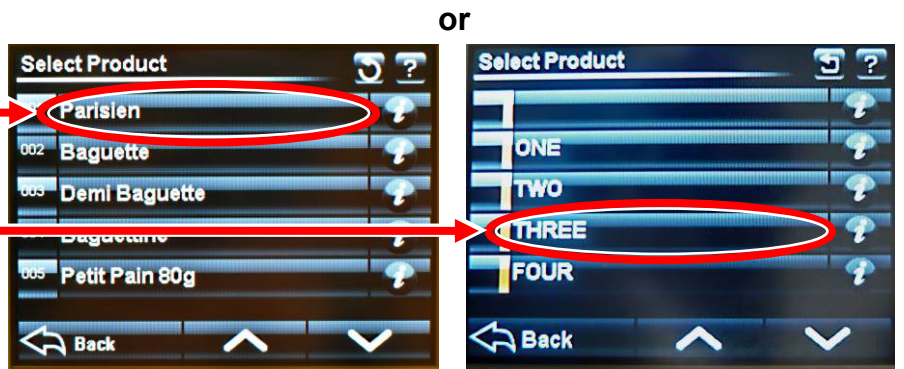 or
Select Product
?
Parisien
002 Baguette
003 Demi Baguette
Baguettine
005 Petit Pain 80g
Back
Select Product
?
ONE
TWO
THREE
FOUR
Back